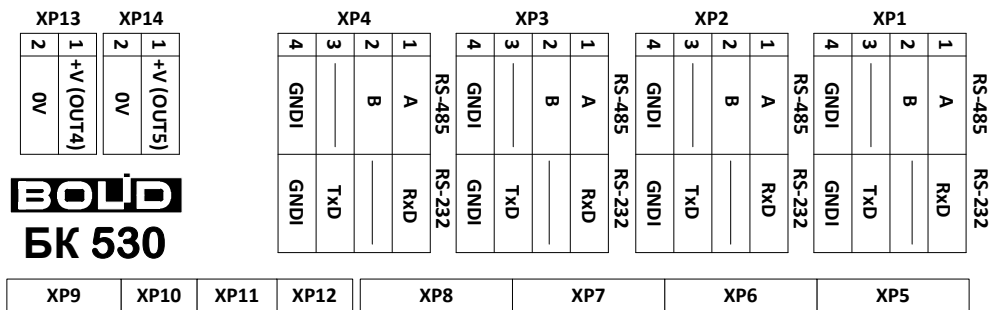 XP13 XP14 XP4 XP3 XP2 XP1
2 1 2 1 4 3 2 1 4 3 2 1 4 3 2 1 4 3 2 1
0V +V (OUT4) 0V +V (OUT5) GNDI B A RS-485 GNDI B A RS-485 GNDI B A RS-485 GNDI B A RS-485
GNDI TxD RxD RS-232 GNDI TxD RxD RS-232 GNDI TxD RxD RS-232 GNDI TxD RxD RS-232
BOLID
БК 530
XP9 XP10 XP11 XP12 XP8 XP7 XP6 XP5